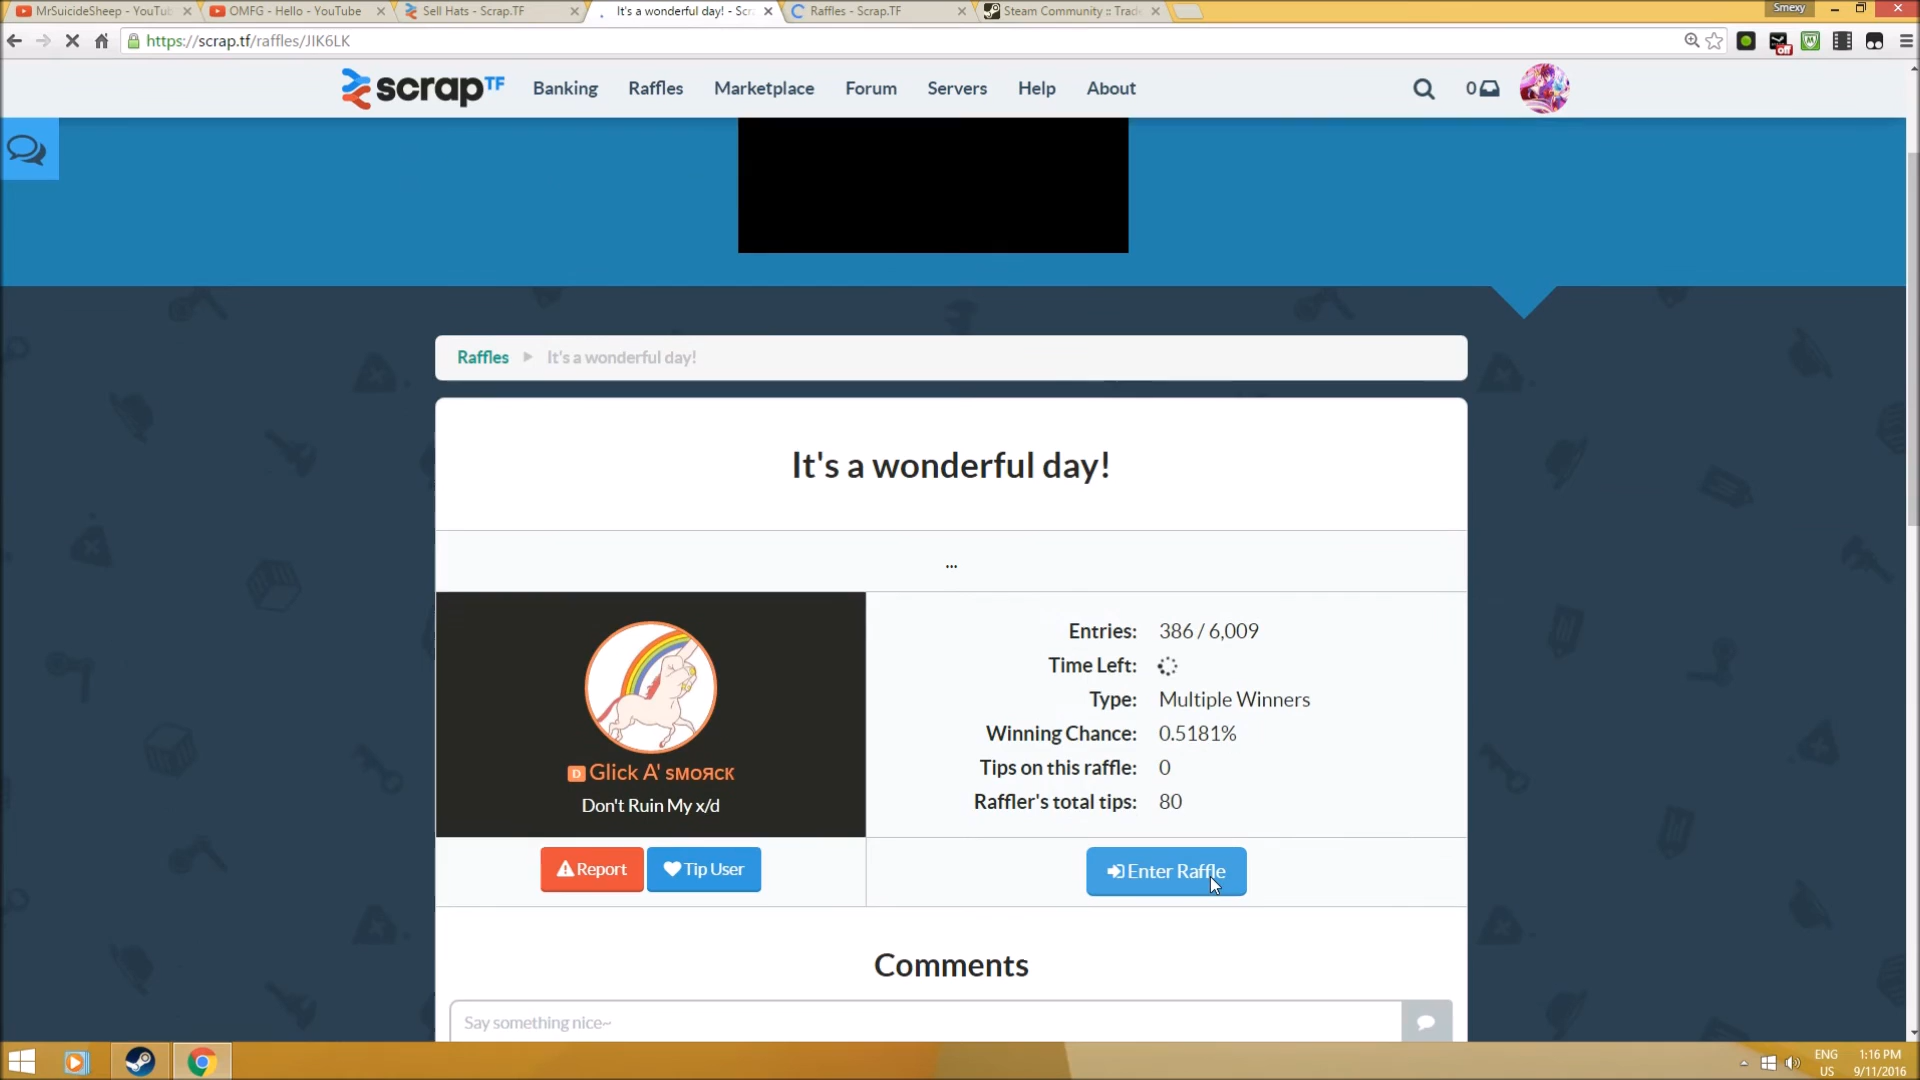 MrSuicideSheep - YouTub
OMFG - Hello - YouTube
Sell Hats - Scrap.TF
It's a wonderful day! - Scr
Raffles - Scrap.TF
Steam Community :: Trad
Smexy
https://scrap.tf/raffles/JIK6LK
off
scrap TF
Banking
Raffles
Marketplace
Forum
Servers
Help
About
0
Raffles
It's a wonderful day!
It's a wonderful day!
...
Entries: 386 / 6,009
Time Left:
Type: Multiple Winners
Winning Chance: 0.5181%
Tips on this raffle: 0
Raffler's total tips: 80
D Glick A' sмoяcк
Don't Ruin My x/d
Report
Tip User
Enter Raffle
Comments
Say something nice~
ENG
US
1:16 PM
9/11/2016